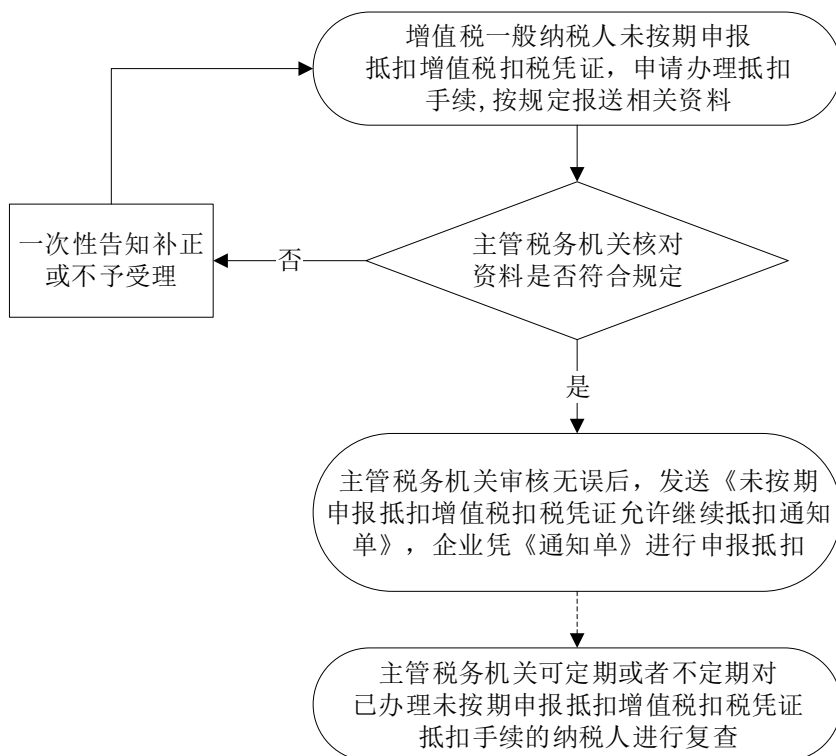 增值税一般纳税人未按期申报
抵扣增值税扣税凭证，申请办理抵扣
手续,按规定报送相关资料
主管税务机关核对
资料是否符合规定
否
一次性告知补正
或不予受理
是
主管税务机关审核无误后，发送《未按期
申报抵扣增值税扣税凭证允许继续抵扣通知
单》，企业凭《通知单》进行申报抵扣
主管税务机关可定期或者不定期对
已办理未按期申报抵扣增值税扣税凭证
抵扣手续的纳税人进行复查